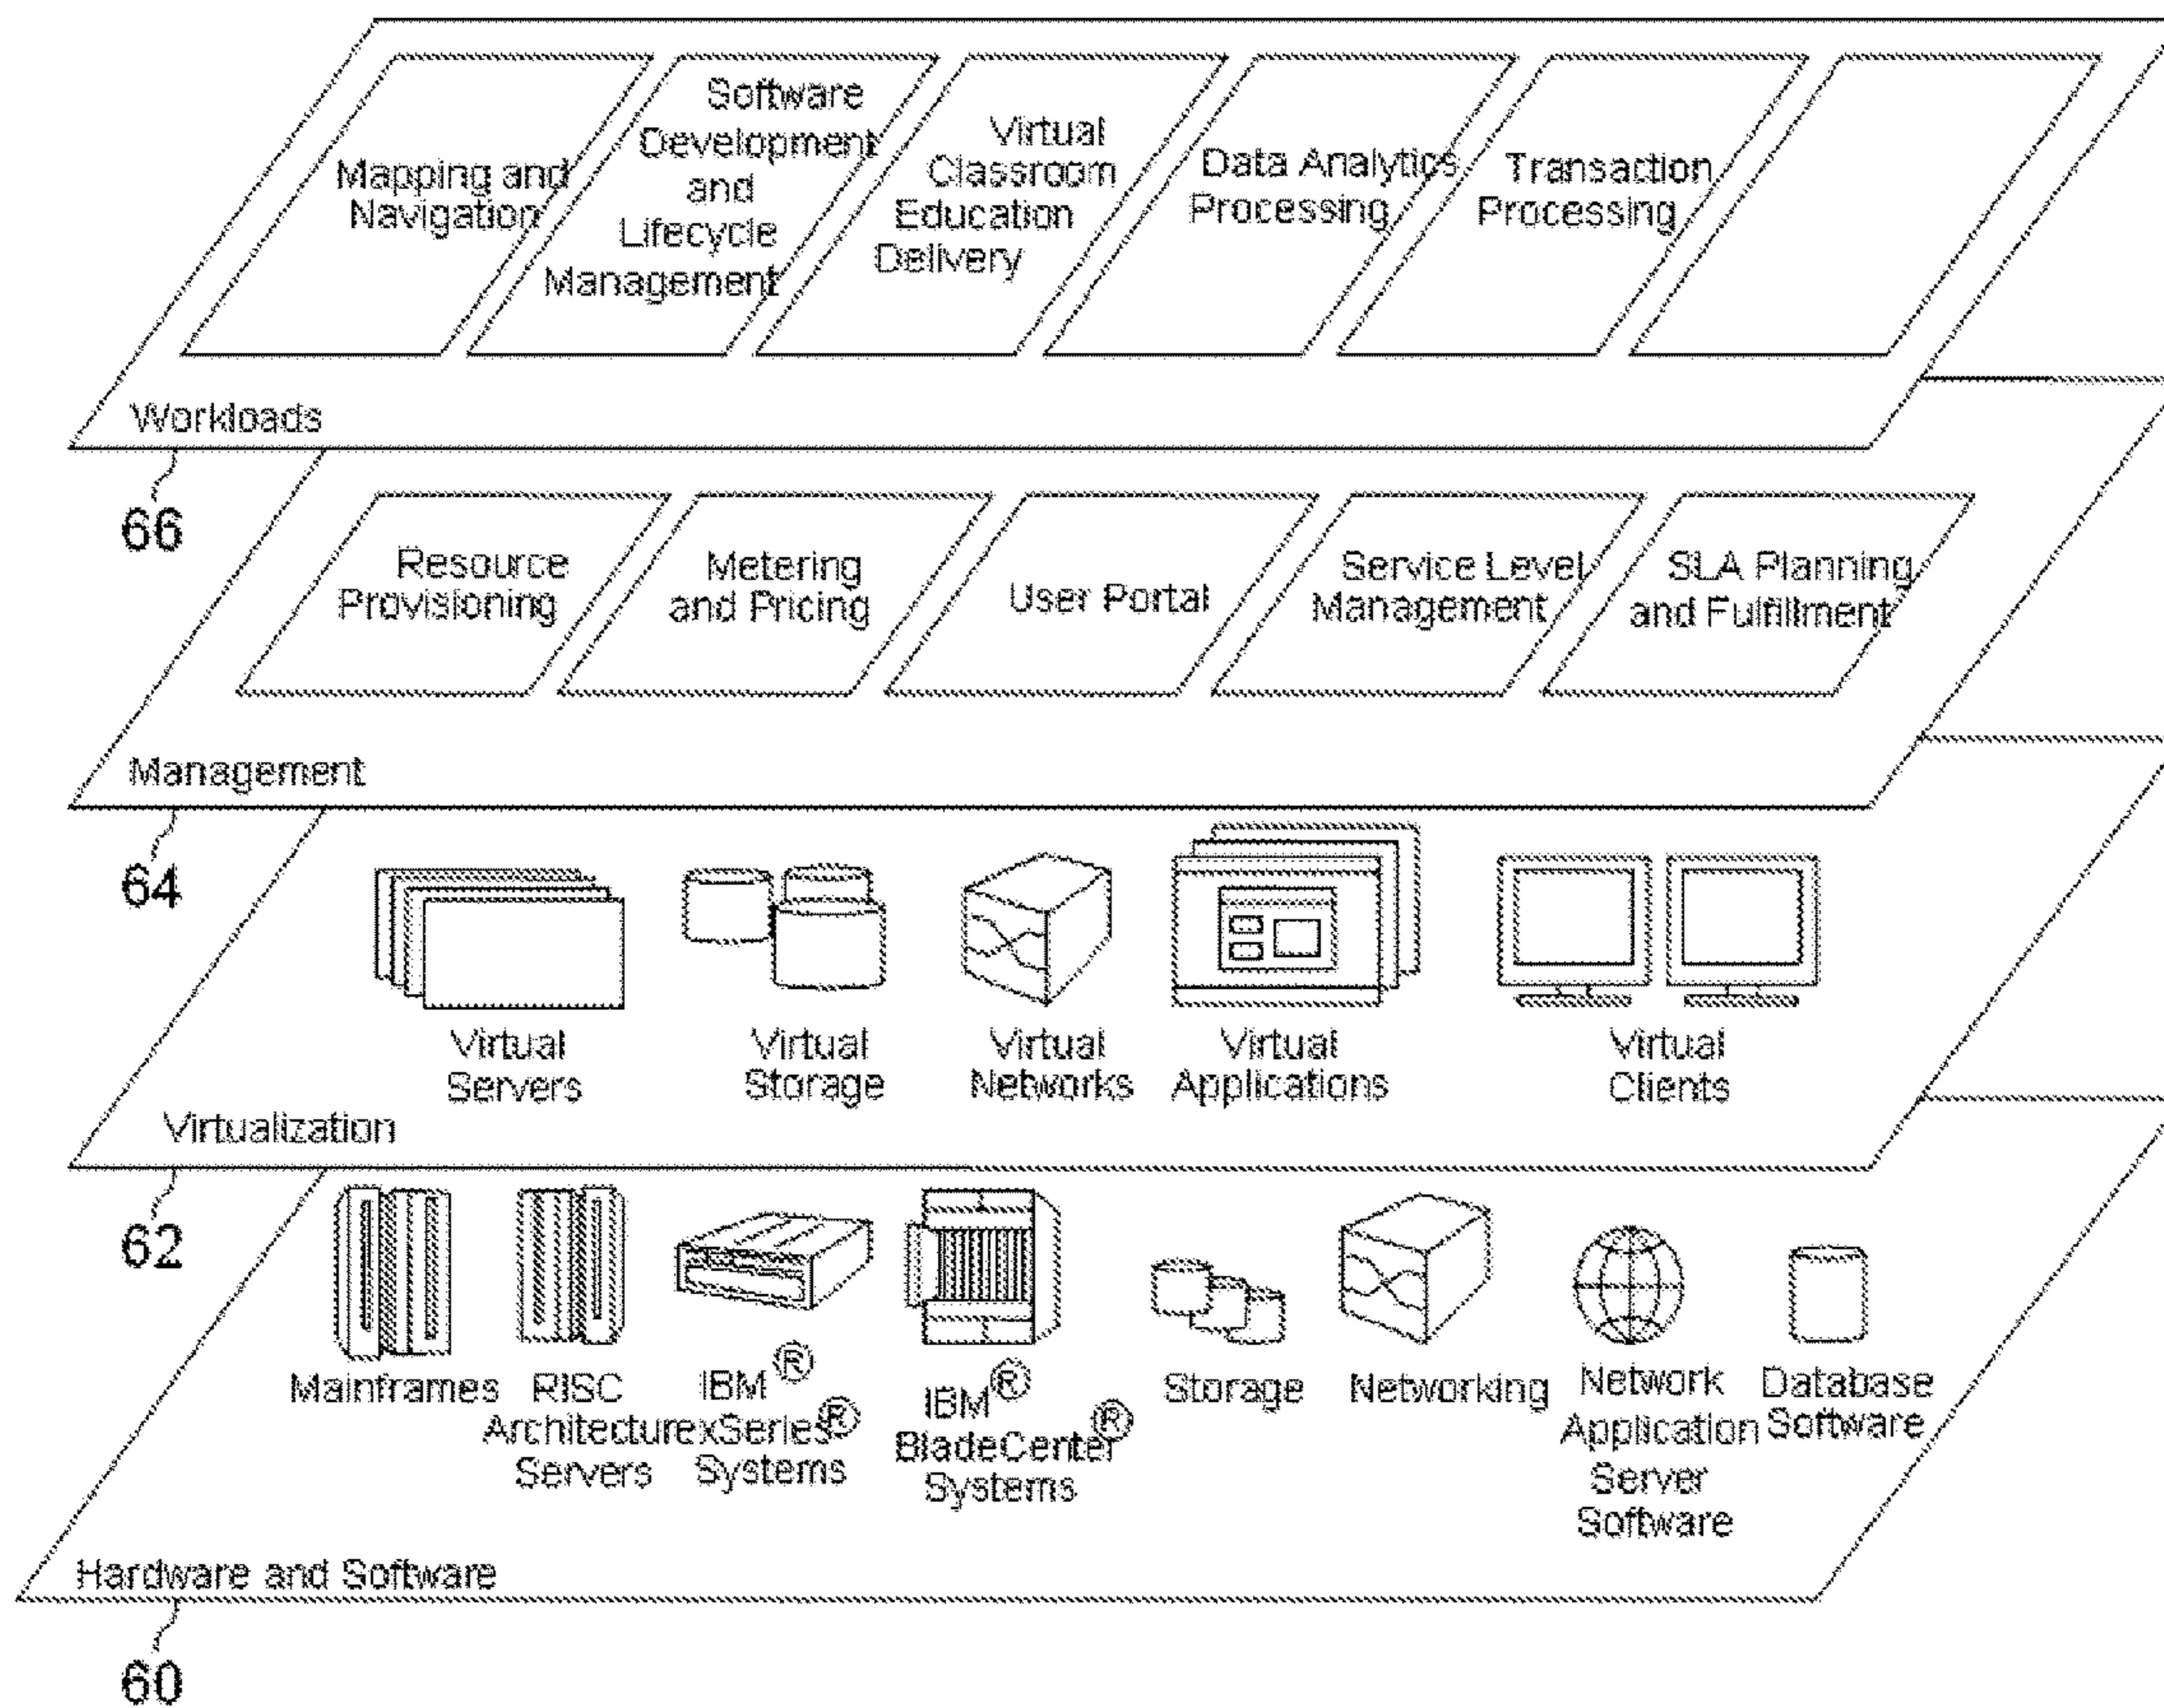 Mapping and
Navigation
Software
Development
and
Lifecycle
Management
Virtual
Classroom
Education
Delivery
Data Analytics
Processing
Transaction
Processing
Workloads
66
Resource
Provisioning
Metering
and Pricing
User Portal
Service Level
Management
SLA Planning
and Fulfillment
Management
64
Virtual
Servers
Virtual
Storage
Virtual
Networks
Virtual
Applications
Virtual
Clients
Virtualization
62
Mainframes
RISC
Architecture
Servers
IBM®
xSeries®
Systems
IBM®
BladeCenter®
Systems
Storage
Networking
Network
Application
Server
Software
Database
Software
Hardware and Software
60